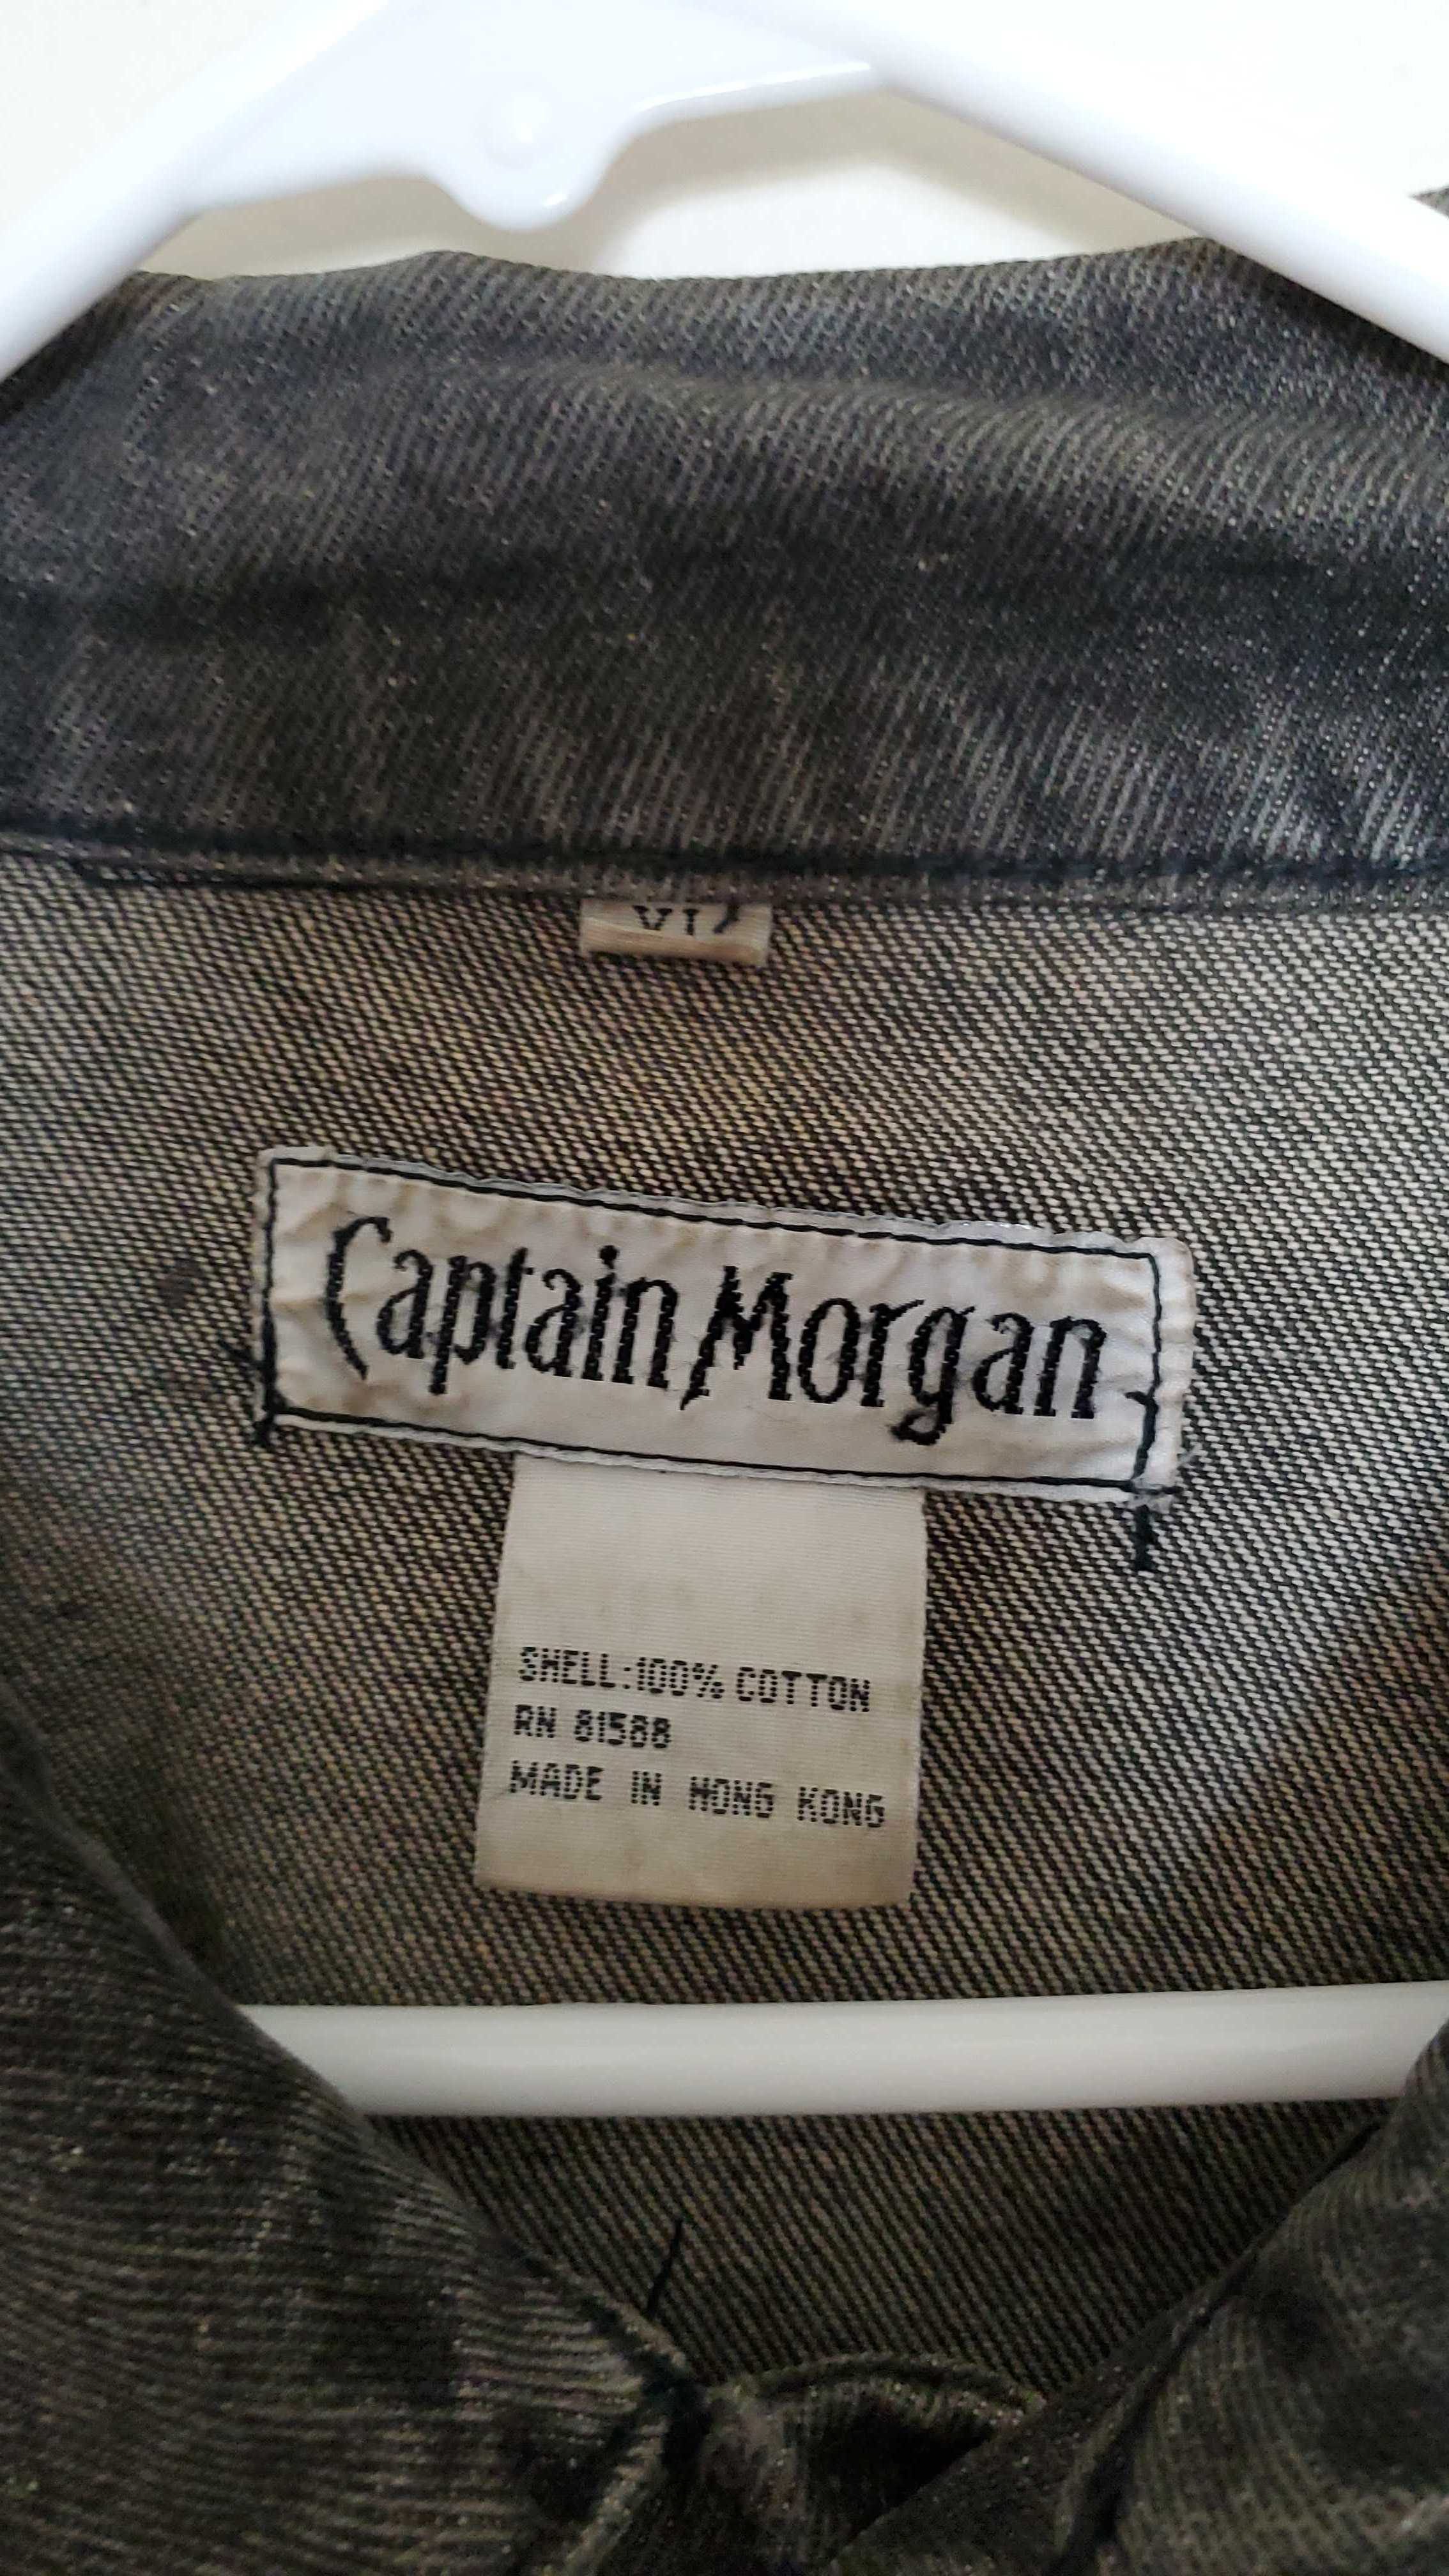 Captain Morgan
SHELL:100% COTTON
RN 81588
MADE IN HONG KONG